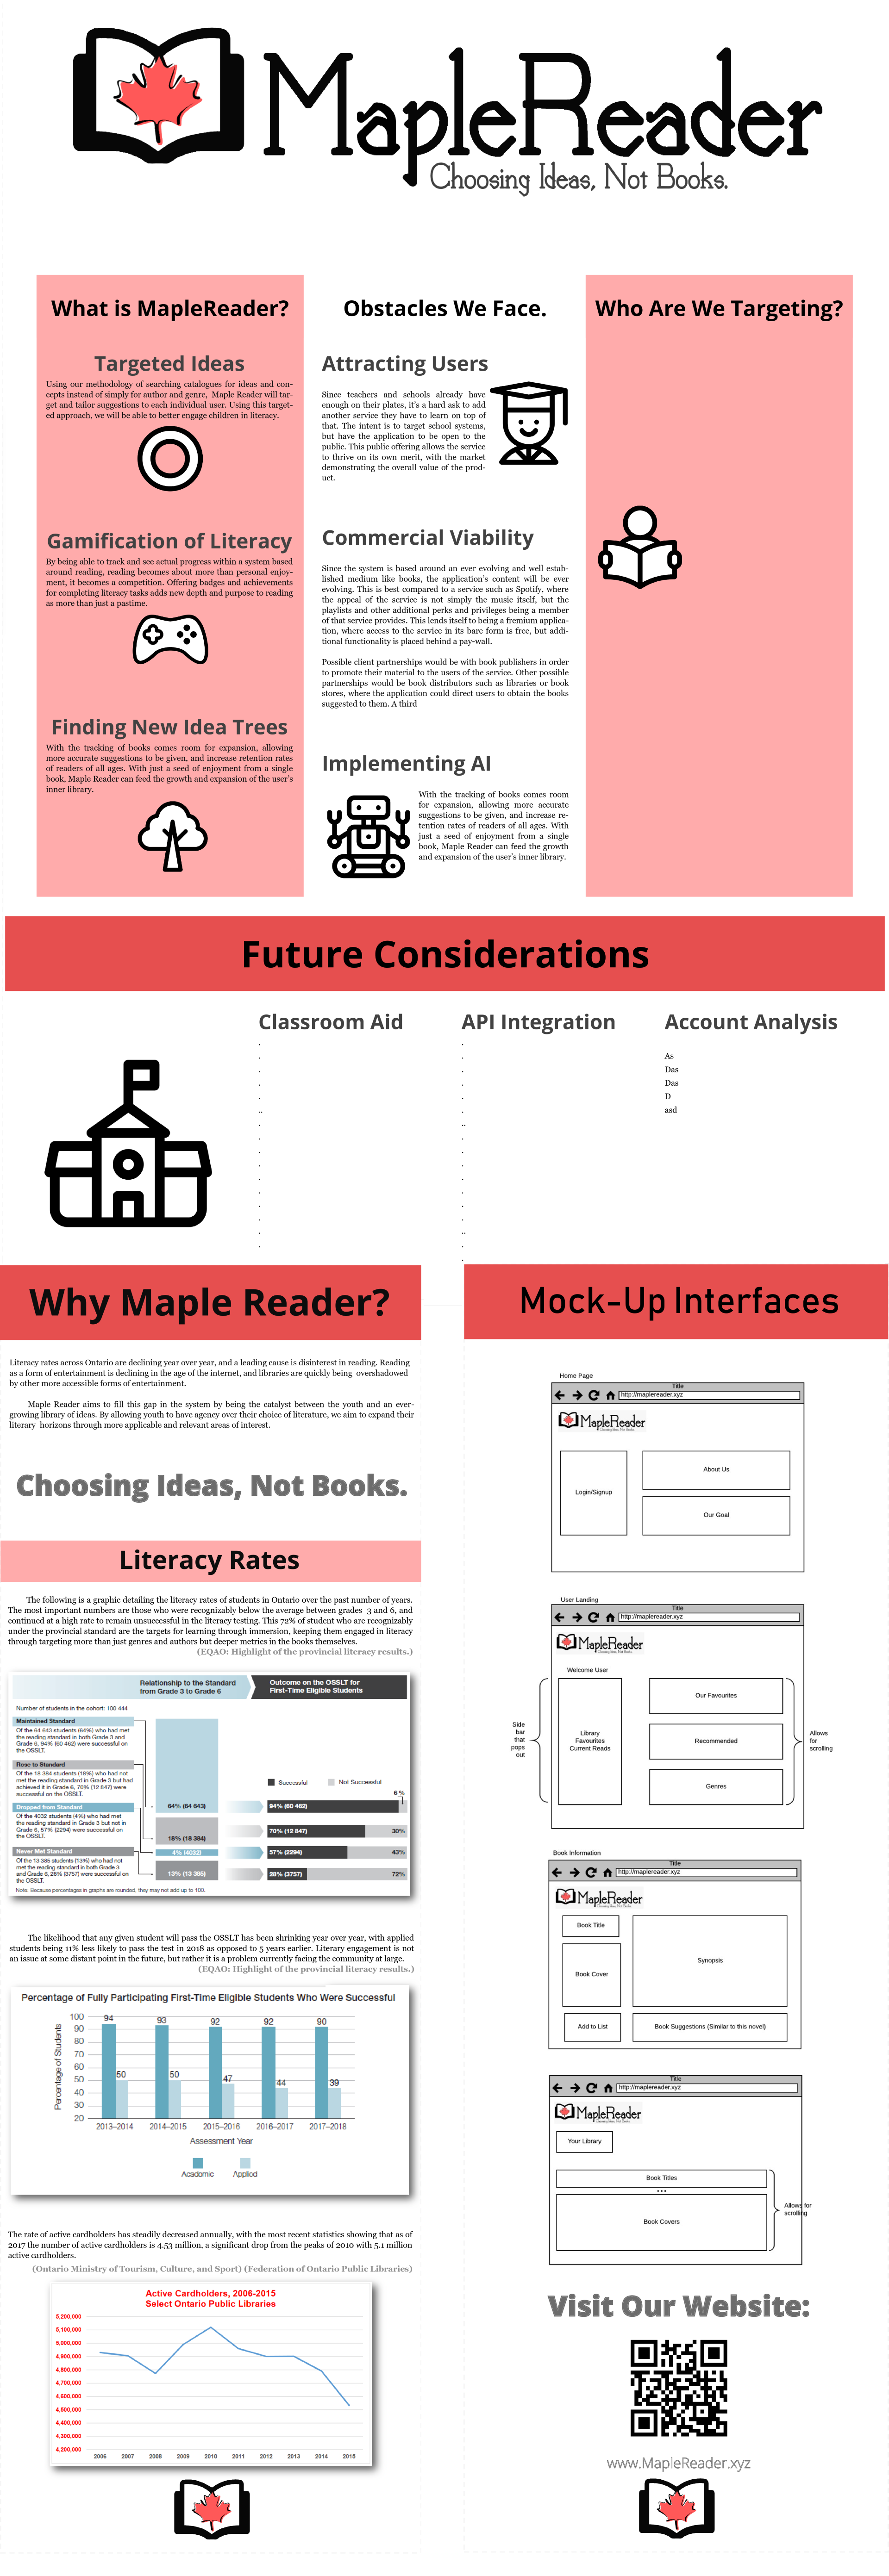 MapleReader
Choosing Ideas, Not Books.
What is MapleReader?
Targeted Ideas
Using our methodology of searching catalogues for ideas and con-
cepts instead of simply for author and genre, Maple Reader will tar-
get and tailor suggestions to each individual user. Using this target-
ed approach, we will be able to better engage children in literacy.
Gamification of Literacy
By being able to track and see actual progress within a system based
around reading, reading becomes about more than personal enjoy-
ment, it becomes a competition. Offering badges and achievements
for completing literacy tasks adds new depth and purpose to reading
as more than just a pastime.
Finding New Idea Trees
With the tracking of books comes room for expansion, allowing
more accurate suggestions to be given, and increase retention rates
of readers of all ages. With just a seed of enjoyment from a single
book, Maple Reader can feed the growth and expansion of the user's
inner library.
Obstacles We Face.
Attracting Users
Since teachers and schools already have
enough on their plates, it's a hard ask to add
another service they have to learn on top of
that. The intent is to target school systems,
but have the application to be open to the
public. This public offering allows the service
to thrive on its own merit, with the market
demonstrating the overall value of the prod-
uct.
Commercial Viability
Since the system is based around an ever evolving and well estab-
lished medium like books, the application's content will be ever
evolving. This is best compared to a service such as Spotify, where
the appeal of the service is not simply the music itself, but the
playlists and other additional perks and privileges being a member
of that service provides. This lends itself to being a fremium applica-
tion, where access to the service in its bare form is free, but addi-
tional functionality is placed behind a pay-wall.
Possible client partnerships would be with book publishers in order
to promote their material to the users of the service. Other possible
partnerships would be book distributors such as libraries or book
stores, where the application could direct users to obtain the books
suggested to them. A third
Implementing AI
With the tracking of books comes room
for expansion, allowing more accurate
suggestions to be given, and increase re-
tention rates of readers of all ages. With
just a seed of enjoyment from a single
book, Maple Reader can feed the growth
and expansion of the user's inner library.
Who Are We Targeting?
Future Considerations
Classroom Aid
.
.
.
.
.
..
.
.
.
.
.
.
.
.
.
.
API Integration
.
.
.
.
.
.
..
.
.
.
.
.
.
.
..
.
.
Account Analysis
As
Das
Das
D
asd
Why Maple Reader?
Literacy rates across Ontario are declining year over year, and a leading cause is disinterest in reading. Reading
as a form of entertainment is declining in the age of the internet, and libraries are quickly being overshadowed
by other more accessible forms of entertainment.
Maple Reader aims to fill this gap in the system by being the catalyst between the youth and an ever-
growing library of ideas. By allowing youth to have agency over their choice of literature, we aim to expand their
literary horizons through more applicable and relevant areas of interest.
Choosing Ideas, Not Books.
Literacy Rates
The following is a graphic detailing the literacy rates of students in Ontario over the past number of years.
The most important numbers are those who were recognizably below the average between grades 3 and 6, and
continued at a high rate to remain unsuccessful in the literacy testing. This 72% of student who are recognizably
under the provincial standard are the targets for learning through immersion, keeping them engaged in literacy
through targeting more than just genres and authors but deeper metrics in the books themselves.
(EQAO: Highlight of the provincial literacy results.)
Relationship to the Standard
from Grade 3 to Grade 6
Outcome on the OSSLT for
First-Time Eligible Students
Number of students in the cohort: 100 444
Maintained Standard
Of the 64 643 students (64%) who had met
the reading standard in both Grade 3 and
Grade 6, 94% (60 462) were successful on
the OSSLT.
Rose to Standard
Of the 18 384 students (18%) who had not
met the reading standard in Grade 3 but had
achieved it in Grade 6, 70% (12 847) were
successful on the OSSLT.
Dropped from Standard
Of the 4032 students (4%) who had met
the reading standard in Grade 3 but not in
Grade 6, 57% (2294) were successful on
the OSSLT.
Never Met Standard
Of the 13 385 students (13%) who had not
met the reading standard in both Grade 3
and Grade 6, 28% (3757) were successful on
the OSSLT.
Successful
Not Successful
6 %
64% (64 643)
94% (60 462)
18% (18 384)
70% (12 847)
30%
4% (4032)
57% (2294)
43%
13% (13 385)
28% (3757)
72%
Note: Because percentages in graphs are rounded, they may not add up to 100.
The likelihood that any given student will pass the OSSLT has been shrinking year over year, with applied
students being 11% less likely to pass the test in 2018 as opposed to 5 years earlier. Literary engagement is not
an issue at some distant point in the future, but rather it is a problem currently facing the community at large.
(EQAO: Highlight of the provincial literacy results.)
Percentage of Fully Participating First-Time Eligible Students Who Were Successful
Percentage of Students
100
90
80
70
60
50
40
30
20
94
50
93
50
92
47
92
44
90
39
2013–2014
2014–2015
2015–2016
2016–2017
2017–2018
Assessment Year
Academic
Applied
The rate of active cardholders has steadily decreased annually, with the most recent statistics showing that as of
2017 the number of active cardholders is 4.53 million, a significant drop from the peaks of 2010 with 5.1 million
active cardholders.
(Ontario Ministry of Tourism, Culture, and Sport) (Federation of Ontario Public Libraries)
Active Cardholders, 2006-2015
Select Ontario Public Libraries
5,200,000
5,100,000
5,000,000
4,900,000
4,800,000
4,700,000
4,600,000
4,500,000
4,400,000
4,300,000
4,200,000
2006
2007
2008
2009
2010
2011
2012
2013
2014
2015
Mock-Up Interfaces
Home Page
Title
http://maplereader.xyz
MapleReader
Choosing Ideas, Not Books.
Login/Signup
About Us
Our Goal
User Landing
Title
http://maplereader.xyz
MapleReader
Choosing Ideas, Not Books.
Welcome User
Side
bar
that
pops
out
Library
Favourites
Current Reads
Our Favourites
Recommended
Genres
Allows
for
scrolling
Book Information
Title
http://maplereader.xyz
MapleReader
Choosing Ideas, Not Books.
Book Title
Book Cover
Synopsis
Add to List
Book Suggestions (Similar to this novel)
Title
http://maplereader.xyz
MapleReader
Choosing Ideas, Not Books.
Your Library
Book Titles
...
Book Covers
Allows for
scrolling
Visit Our Website:
www.MapleReader.xyz